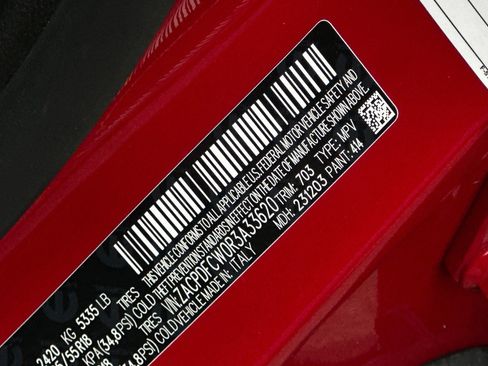 THIS VEHICLE CONFORMS TO ALL APPLICABLE U.S. FEDERAL MOTOR VEHICLE SAFETY AND
THEFT PREVENTION STANDARDS IN EFFECT ON THE DATE OF MANUFACTURE SHOWN ABOVE.
2420 KG 5335 LB
TIRES
VIN: ZACPDFCW0R3A33620 TRIM: 703 TYPE: MPV
/55R18
TIRES
MDH: 231203 PAINT: 414
KPA(34,8PSI) COLD
VEHICLE MADE IN: ITALY
(34,8PSI) COLD